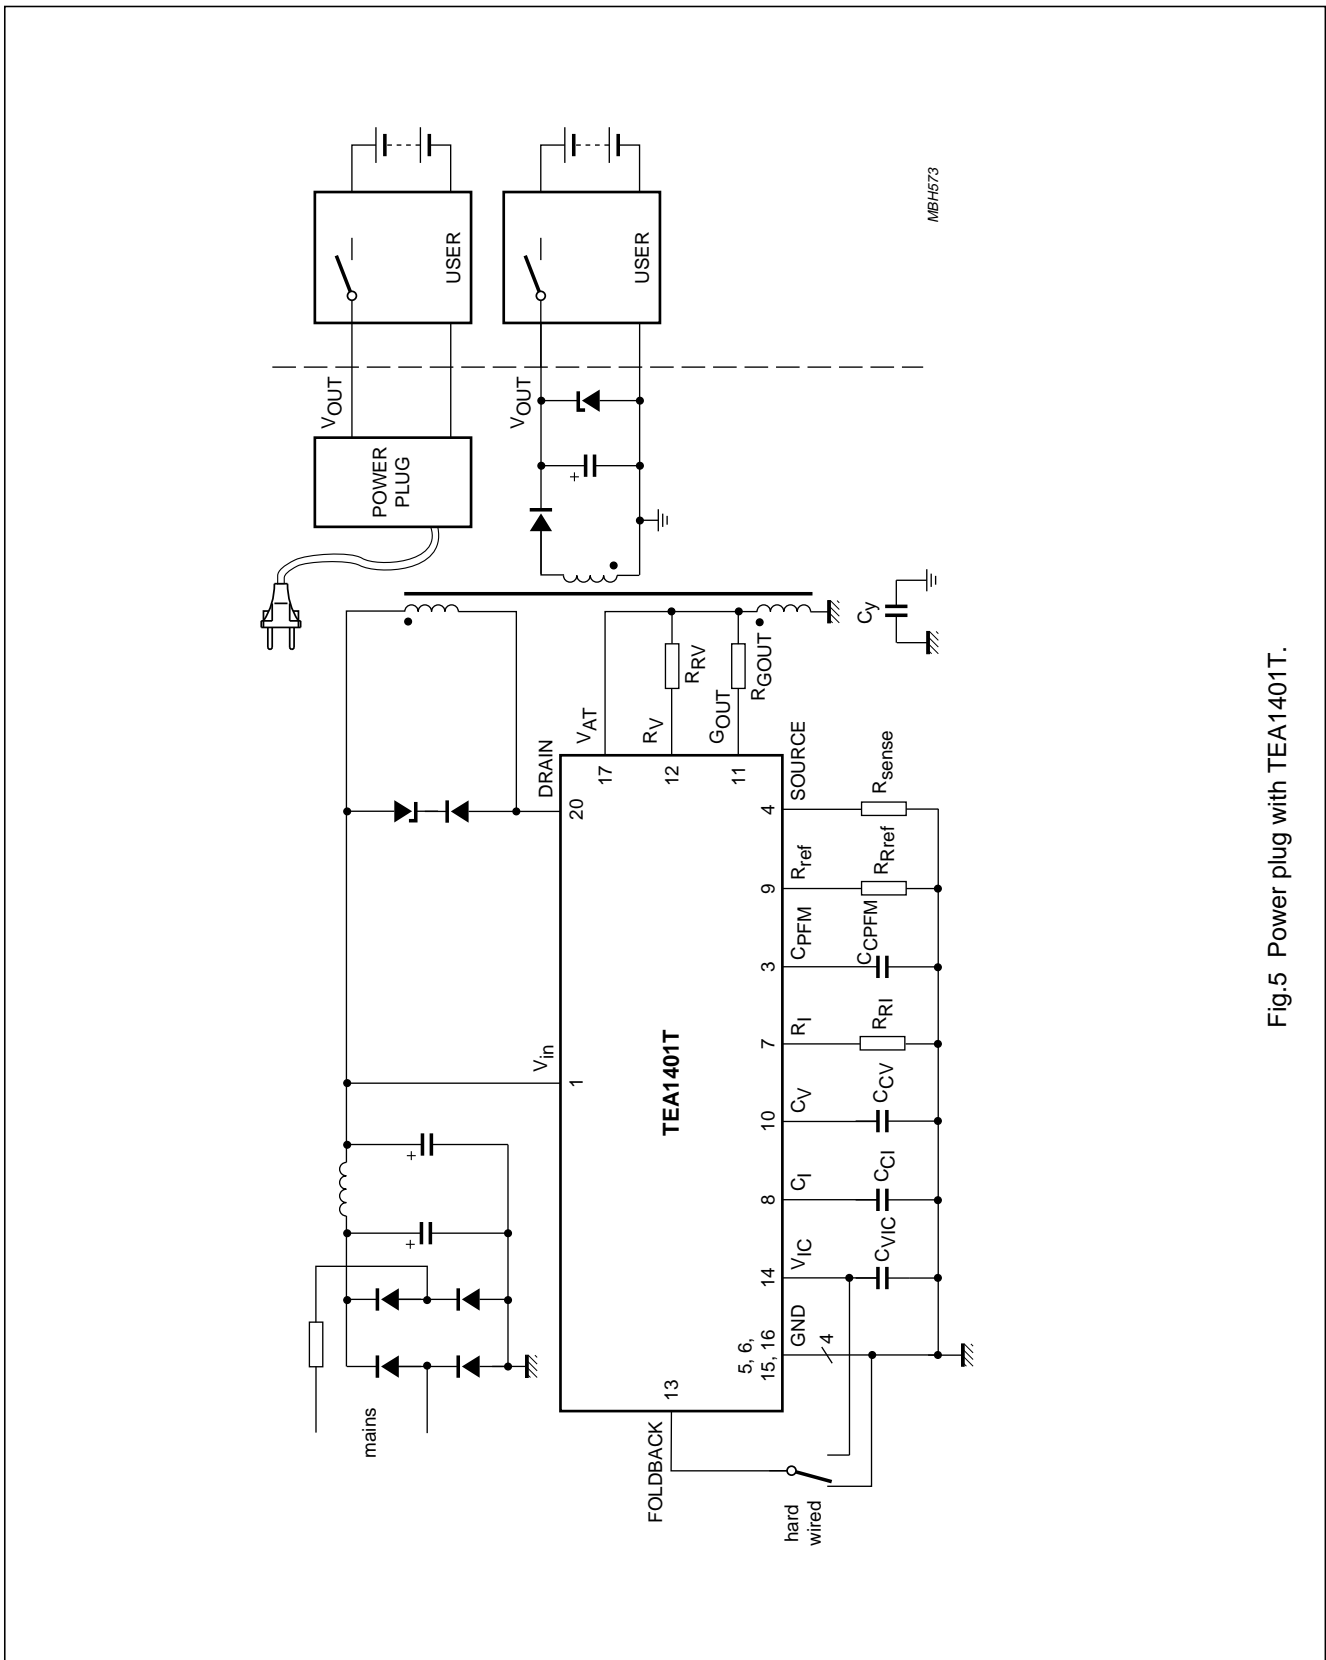 mains
V_in
1
DRAIN
20
POWER
PLUG
V_OUT
USER
V_OUT
USER
+
+
+
FOLDBACK
13
TEA1401T
17
V_AT
12
R_V
R_RV
11
G_OUT
R_GOUT
hard
wired
5, 6,
15, 16
GND
4
14
V_IC
C_VIC
8
C_I
C_CI
10
C_V
C_CV
7
R_I
R_RI
3
C_PFM
C_CPFM
9
R_ref
R_Rref
4
SOURCE
R_sense
C_y
MBH573
Fig.5 Power plug with TEA1401T.